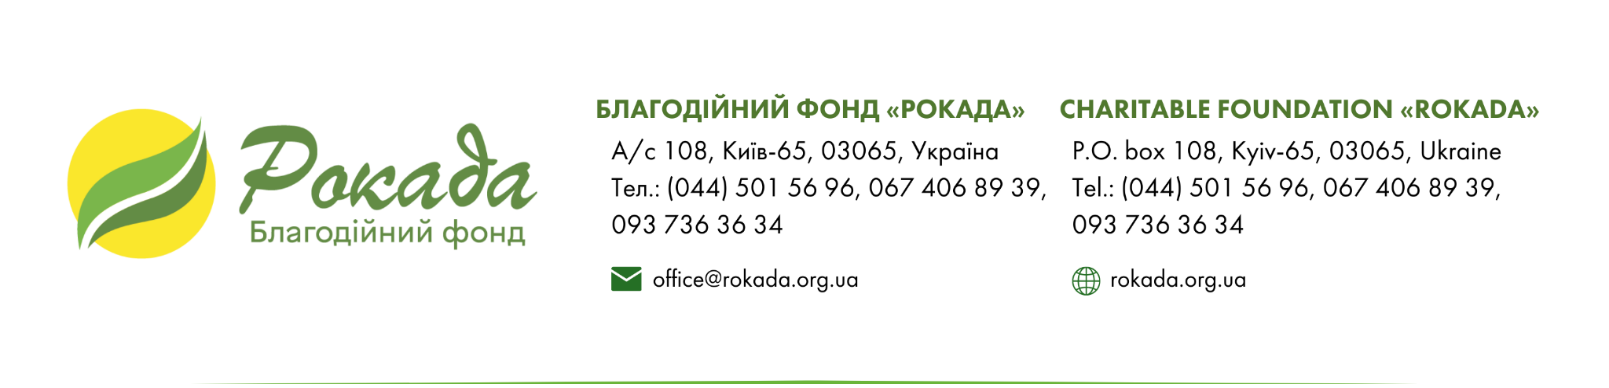 Рокада
Благодійний фонд
БЛАГОДІЙНИЙ ФОНД «РОКАДА»
А/с 108, Київ-65, 03065, Україна
Тел.: (044) 501 56 96, 067 406 89 39,
093 736 36 34
office@rokada.org.ua
CHARITABLE FOUNDATION «ROKADA»
P.O. box 108, Kyiv-65, 03065, Ukraine
Tel.: (044) 501 56 96, 067 406 89 39,
093 736 36 34
rokada.org.ua